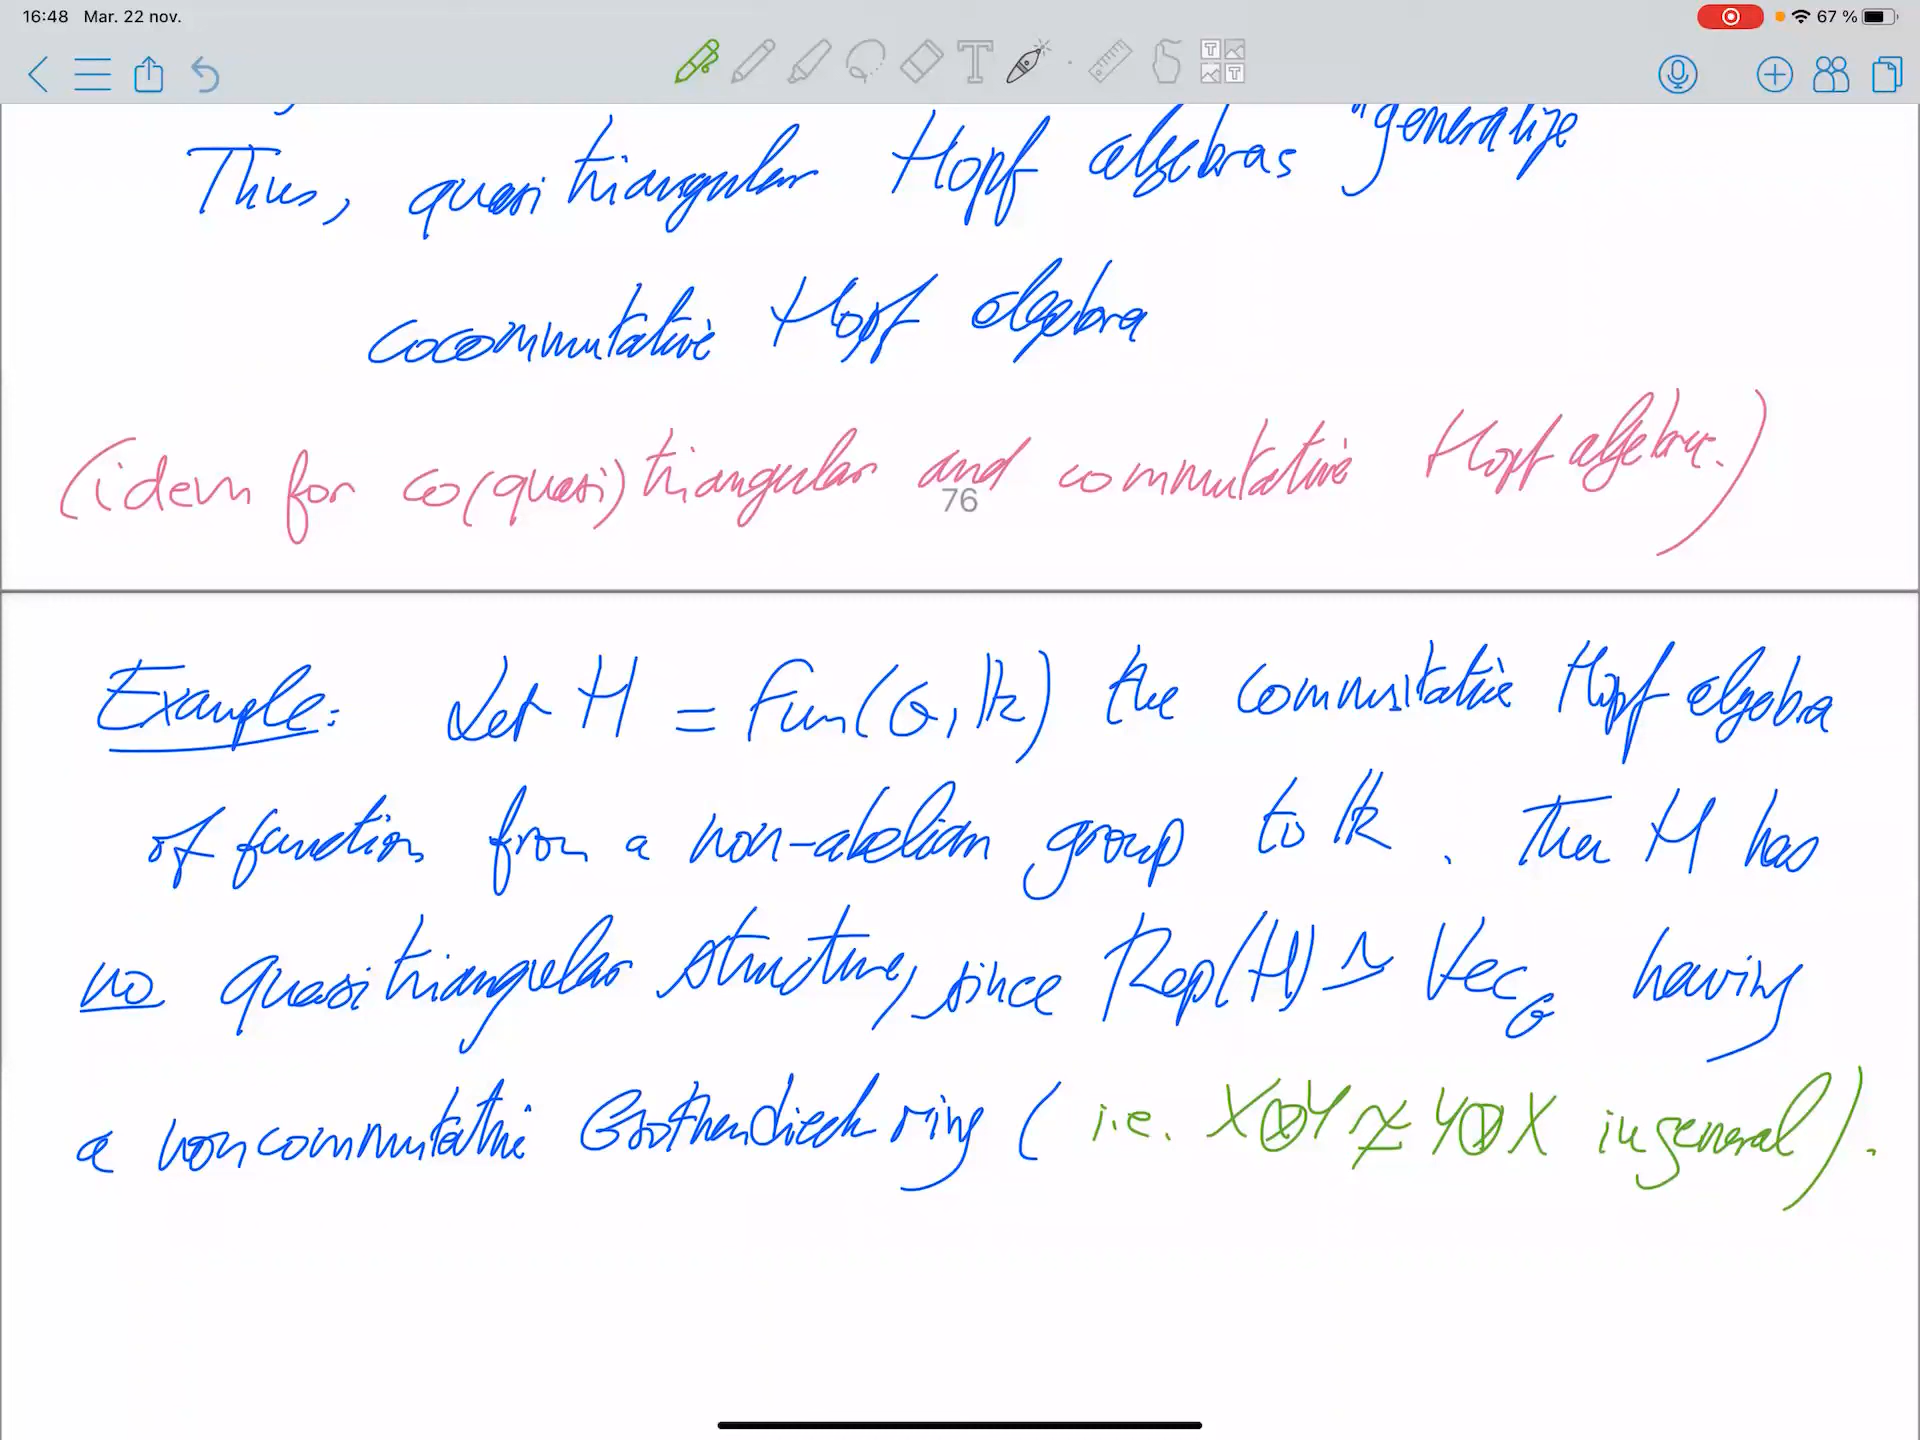 16:48 Mar. 22 nov. 67 %
Thus, quasitriangular Hopf algebras "generalize
cocommutative Hopf algebra
(idem for co(quasi)triangular and commutative Hopf algebra.)
76
Example: Let H = Fun(G, 𝕜) the commutative Hopf algebra
of function from a non-abelian group to 𝕜. Then H has
no quasitriangular structure, since Rep(H) ≃ Vec_G having
a noncommutative Grothendieck ring (i.e. X⊗Y ≄ Y⊗X in general).